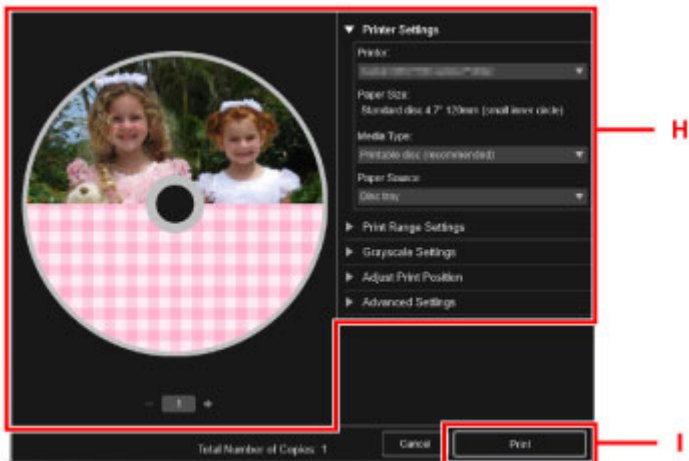 Printer Settings
Printer:
Paper Size:
Standard disc 4.7" 120mm (small inner circle)
Media Type:
Printable disc (recommended)
Paper Source:
Disc tray
Print Range Settings
Grayscale Settings
Adjust Print Position
Advanced Settings
H
1
Total Number of Copies: 1
Cancel
Print
I